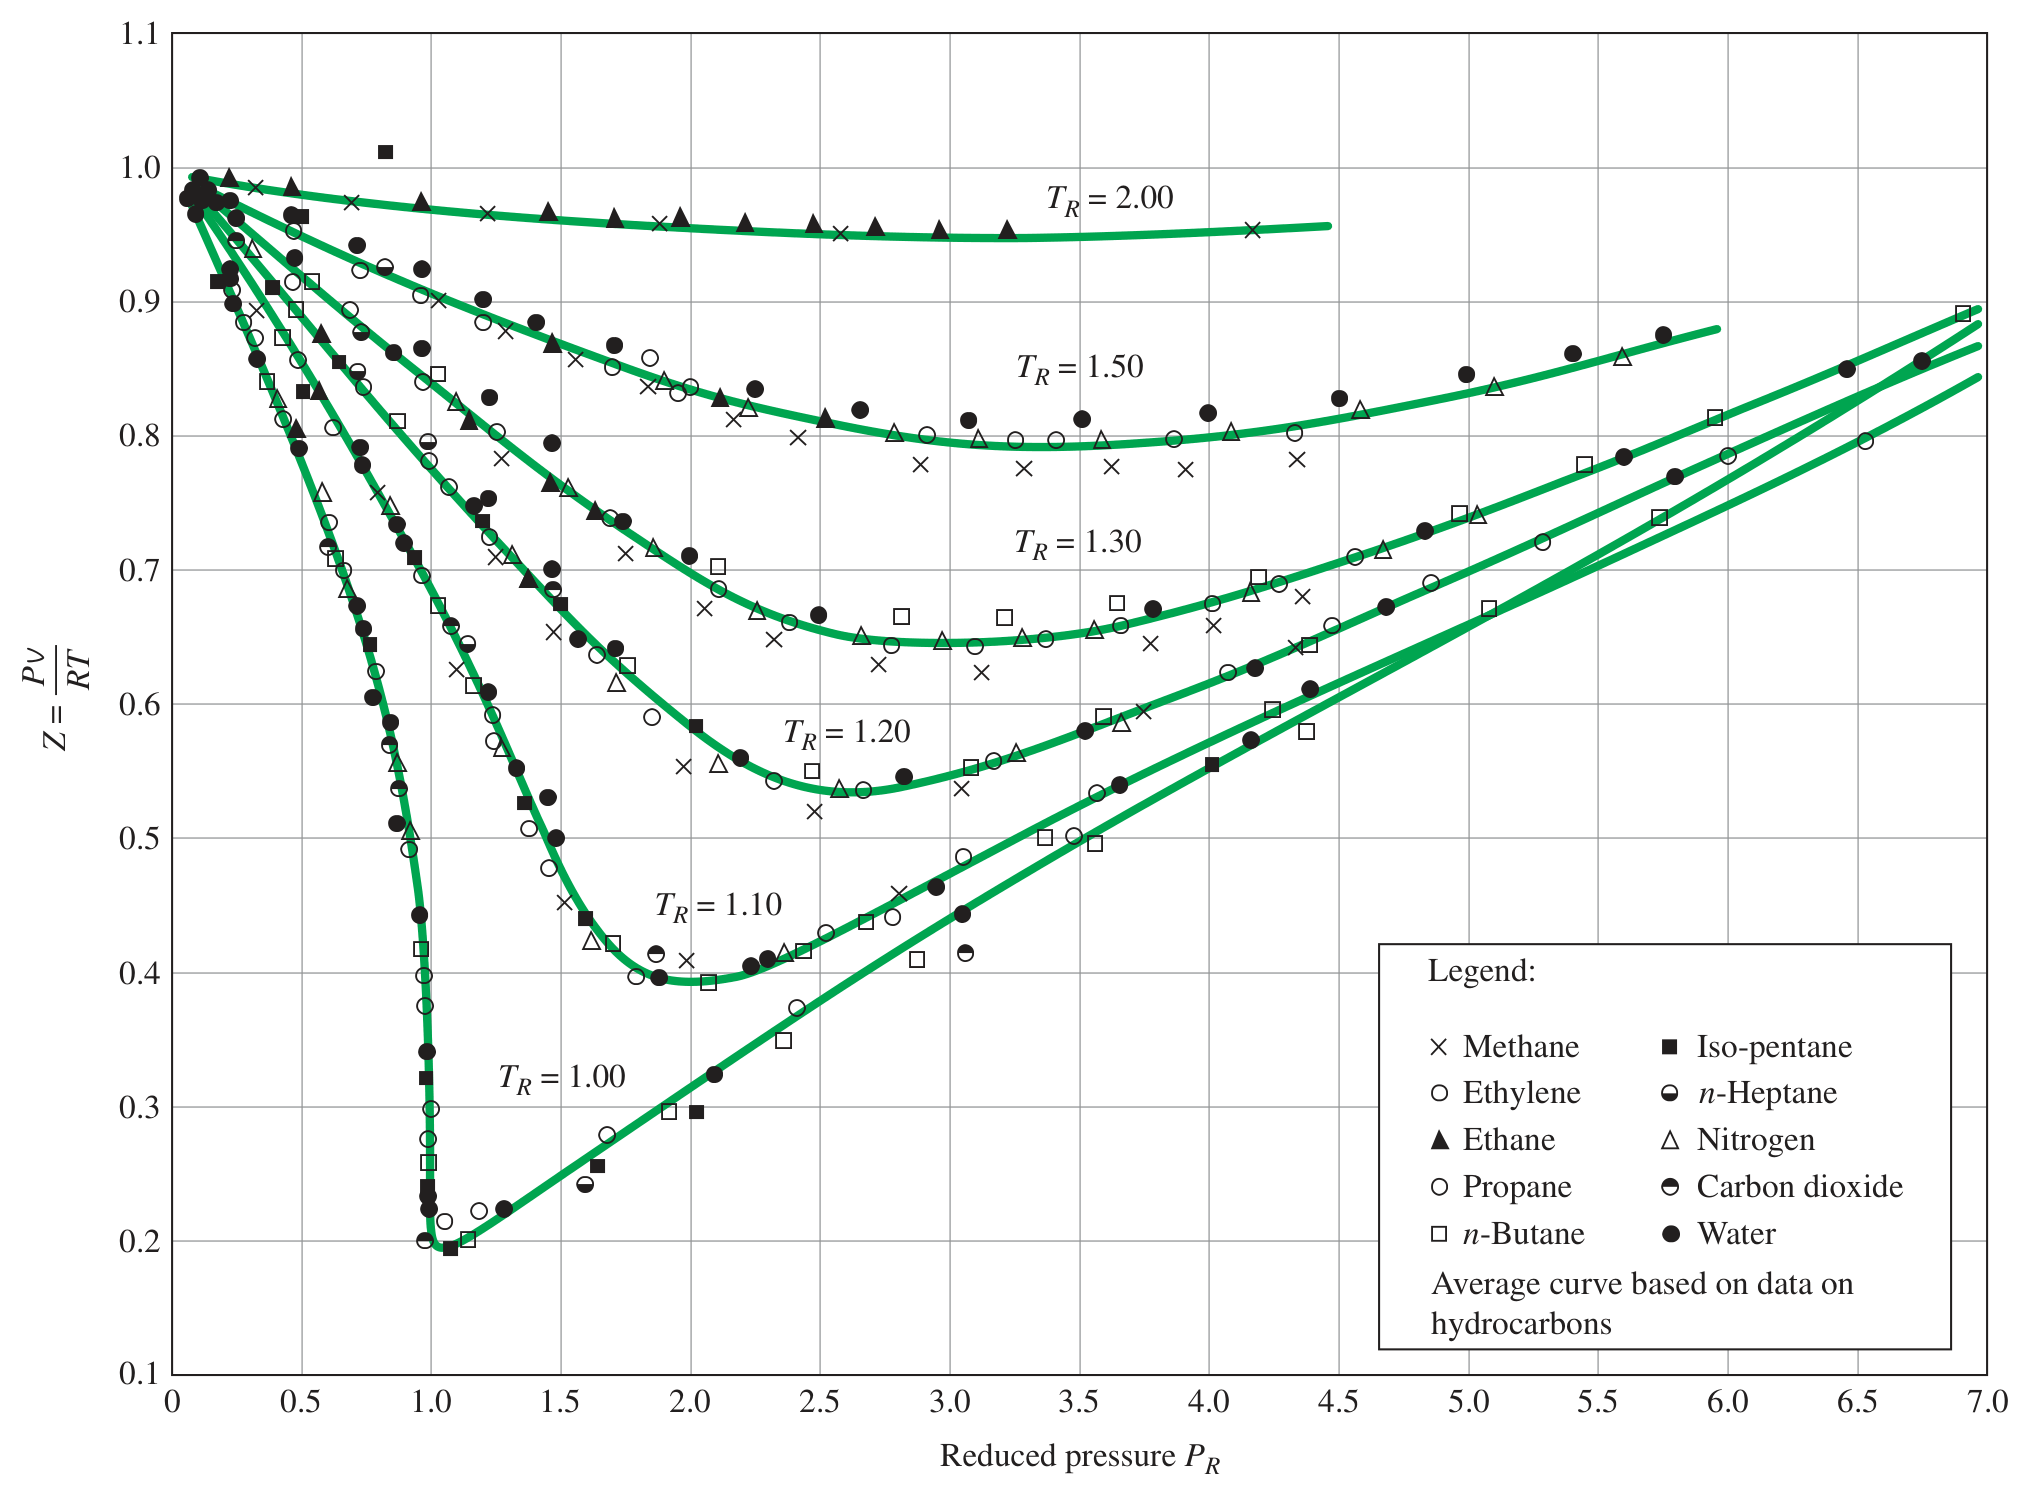 1.1
1.0
0.9
0.8
0.7
0.6
0.5
0.4
0.3
0.2
0.1
Z = Pν / RT
0 0.5 1.0 1.5 2.0 2.5 3.0 3.5 4.0 4.5 5.0 5.5 6.0 6.5 7.0
Reduced pressure P_R
T_R = 2.00
T_R = 1.50
T_R = 1.30
T_R = 1.20
T_R = 1.10
T_R = 1.00
Legend:
Methane Iso-pentane
Ethylene n-Heptane
Ethane Nitrogen
Propane Carbon dioxide
n-Butane Water
Average curve based on data on
hydrocarbons